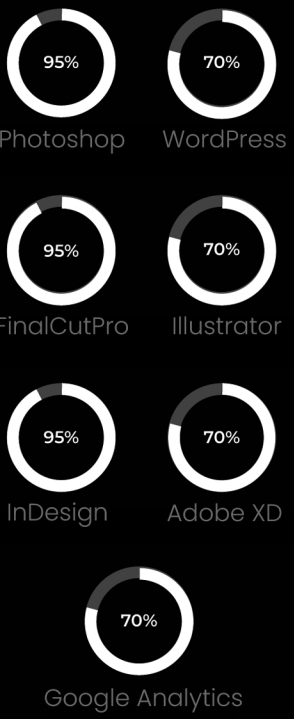 95% 70%
Photoshop WordPress
95% 70%
FinalCutPro Illustrator
95% 70%
InDesign Adobe XD
70%
Google Analytics